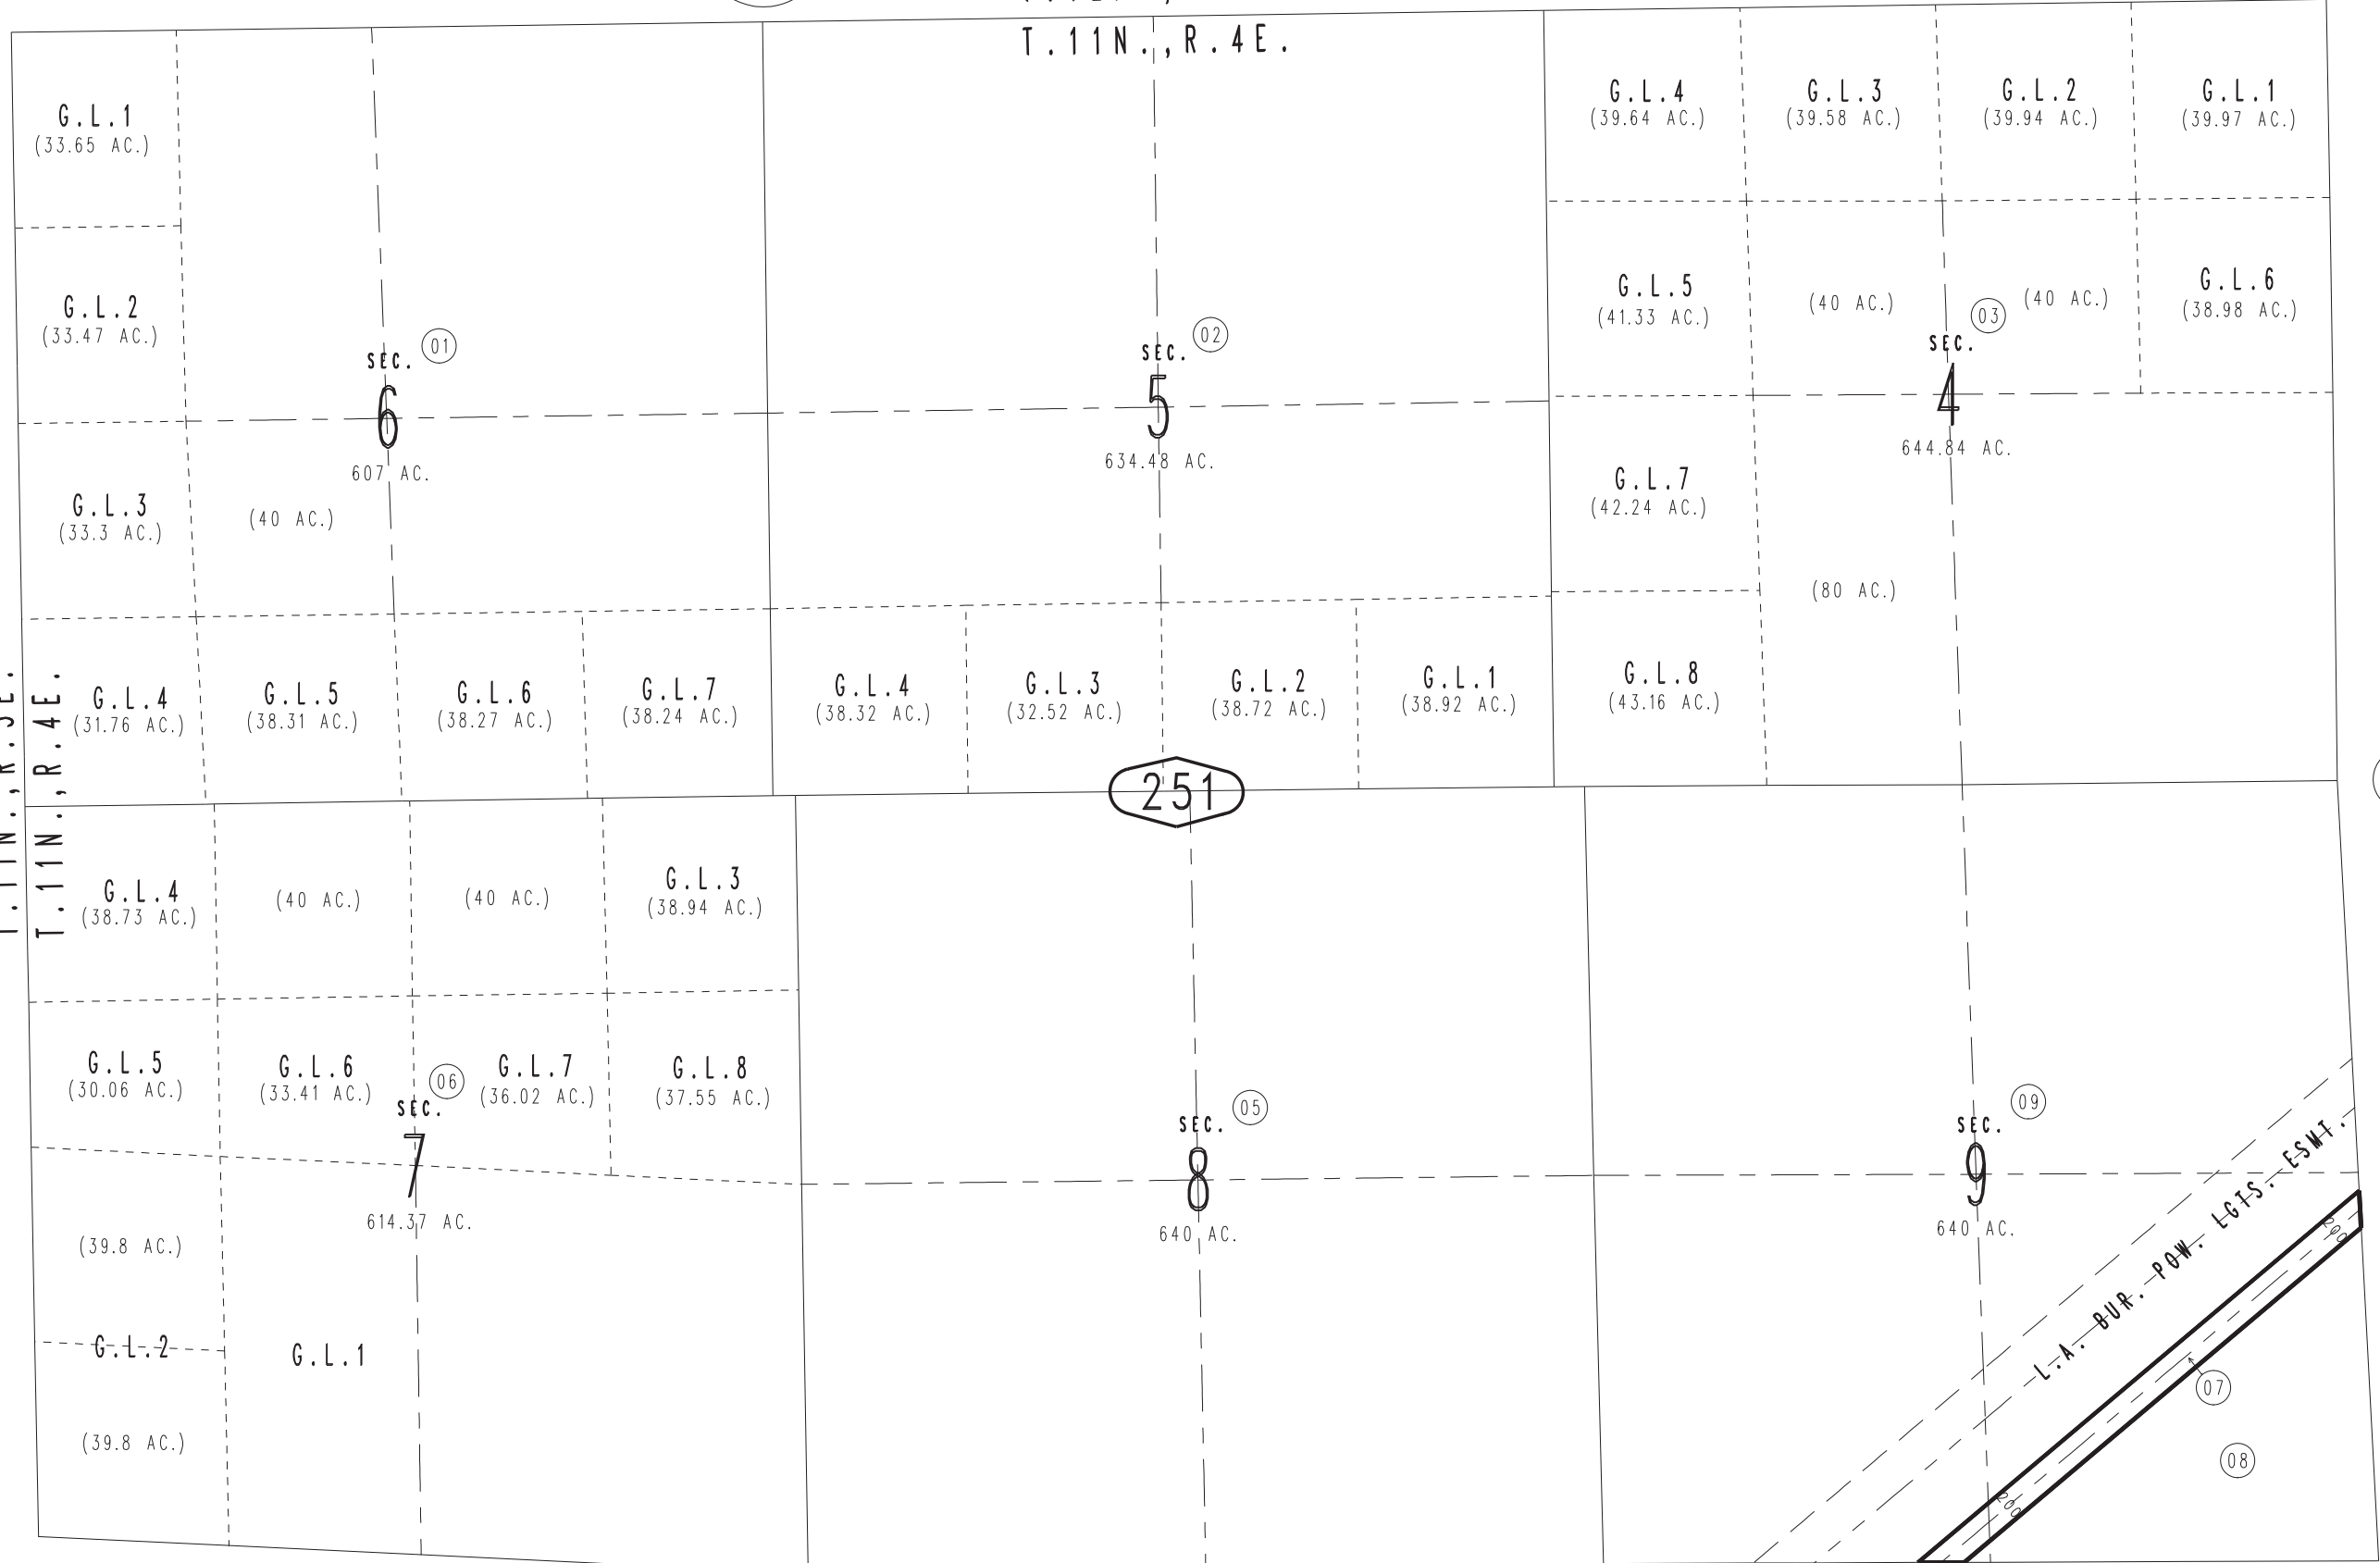 T.11N.,R.4E.
G.L.1
(33.65 AC.)
G.L.2
(33.47 AC.)
SEC.
01
6
607 AC.
G.L.3
(33.3 AC.)
(40 AC.)
G.L.4
(31.76 AC.)
G.L.5
(38.31 AC.)
G.L.6
(38.27 AC.)
G.L.7
(38.24 AC.)
SEC.
02
5
634.48 AC.
G.L.4
(38.32 AC.)
G.L.3
(32.52 AC.)
G.L.2
(38.72 AC.)
G.L.1
(38.92 AC.)
G.L.4
(39.64 AC.)
G.L.3
(39.58 AC.)
G.L.2
(39.94 AC.)
G.L.1
(39.97 AC.)
G.L.5
(41.33 AC.)
(40 AC.)
(40 AC.)
G.L.6
(38.98 AC.)
SEC.
03
4
644.84 AC.
G.L.7
(42.24 AC.)
(80 AC.)
G.L.8
(43.16 AC.)
T.11N.,R.3E.
T.11N.,R.4E.
251
G.L.4
(38.73 AC.)
(40 AC.)
(40 AC.)
G.L.3
(38.94 AC.)
G.L.5
(30.06 AC.)
G.L.6
(33.41 AC.)
G.L.7
(36.02 AC.)
G.L.8
(37.55 AC.)
SEC.
06
7
614.37 AC.
(39.8 AC.)
G.L.2
G.L.1
(39.8 AC.)
SEC.
05
8
640 AC.
SEC.
09
9
640 AC.
L.A. BUR. POW. LGTS. ESMT.
200
07
08
200